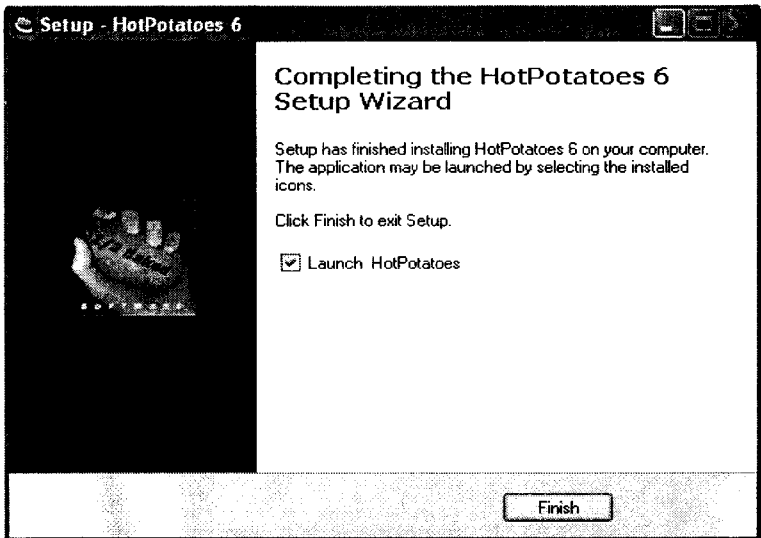 Setup - HotPotatoes 6
Completing the HotPotatoes 6
Setup Wizard
Setup has finished installing HotPotatoes 6 on your computer.
The application may be launched by selecting the installed
icons.
Click Finish to exit Setup.
Launch HotPotatoes
SOFTWARE
Finish